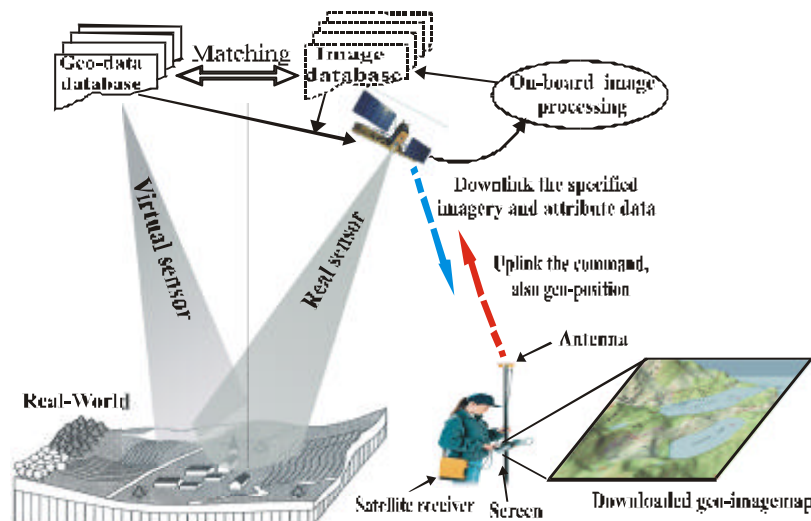 Geo-data
database
Matching
Image
database
On-board image
processing
Downlink the specified
imagery and attribute data
Virtual
sensor
Real sensor
Uplink the command,
also geo-position
Antenna
Real-World
Satellite receiver
Screen
Downloaded geo-imagemap